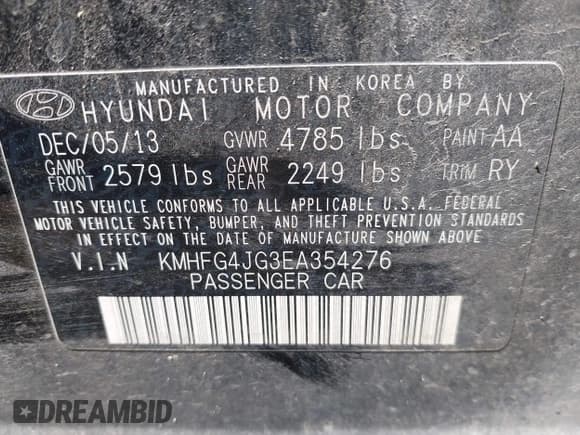 MANUFACTURED IN KOREA BY
HYUNDAI MOTOR COMPANY
DEC/05/13 GVWR 4785 lbs PAINT AA
GAWR FRONT 2579 lbs GAWR REAR 2249 lbs TRIM RY
THIS VEHICLE CONFORMS TO ALL APPLICABLE U.S.A. FEDERAL
MOTOR VEHICLE SAFETY, BUMPER, AND THEFT PREVENTION STANDARDS
IN EFFECT ON THE DATE OF MANUFACTURE SHOWN ABOVE
V.I.N KMHFG4JG3EA354276
PASSENGER CAR
DREAMBID